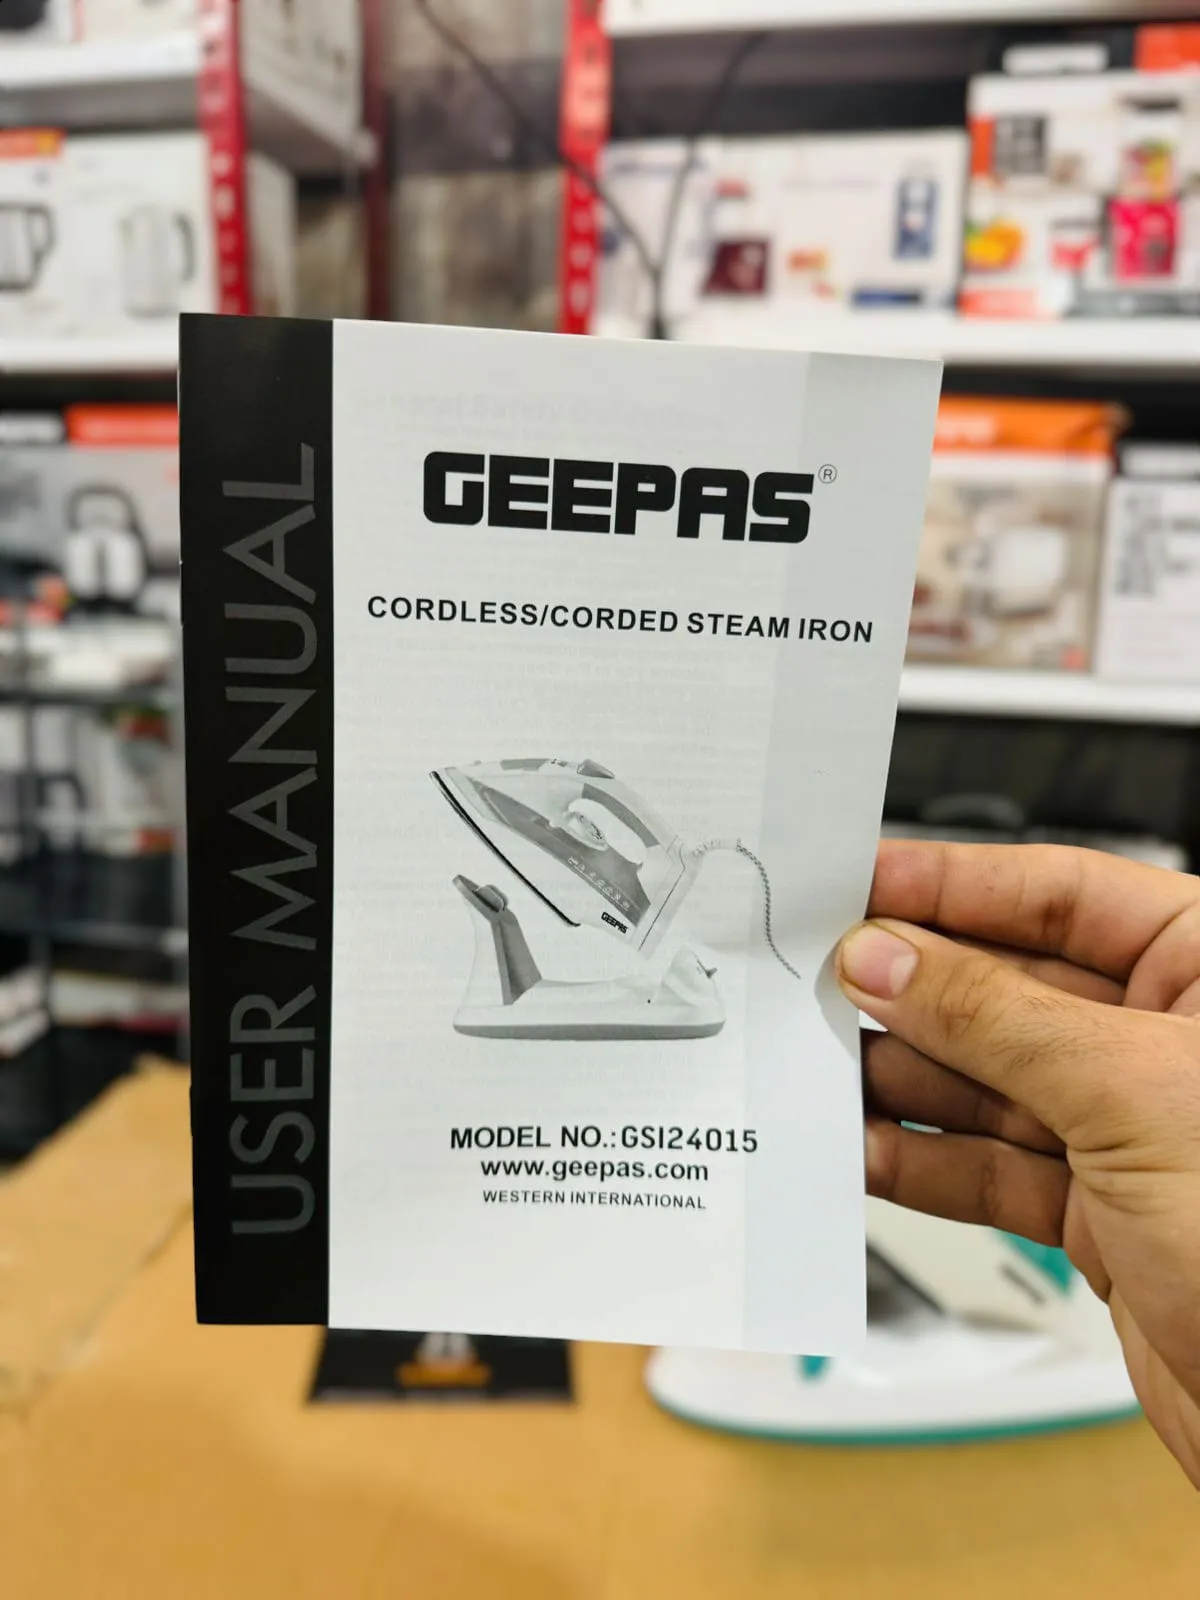 USER MANUAL
GEEPAS®
CORDLESS/CORDED STEAM IRON
GEEPAS
MODEL NO.:GSI24015
www.geepas.com
WESTERN INTERNATIONAL